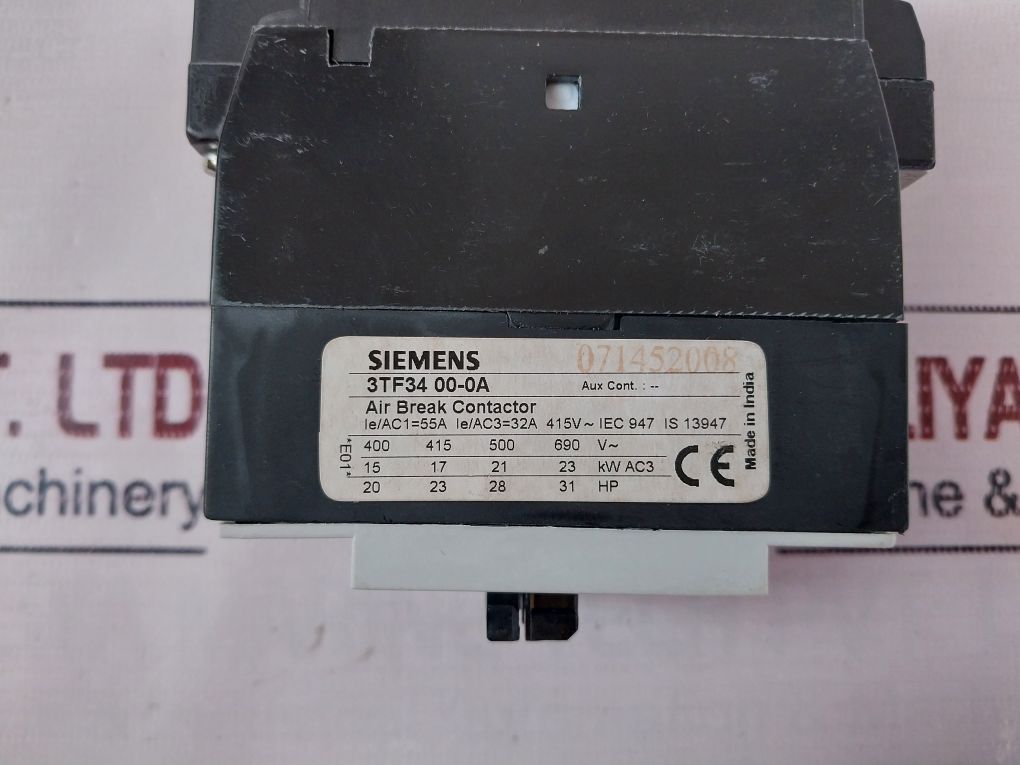 SIEMENS 071452008
3TF34 00-0A Aux Cont. : --
Air Break Contactor
Ie/AC1=55A Ie/AC3=32A 415V~ IEC 947 IS 13947
400 415 500 690 V~
15 17 21 23 kW AC3
20 23 28 31 HP
*E01*
CE
Made in India
T. LTD
LIYA
chinery
ne &